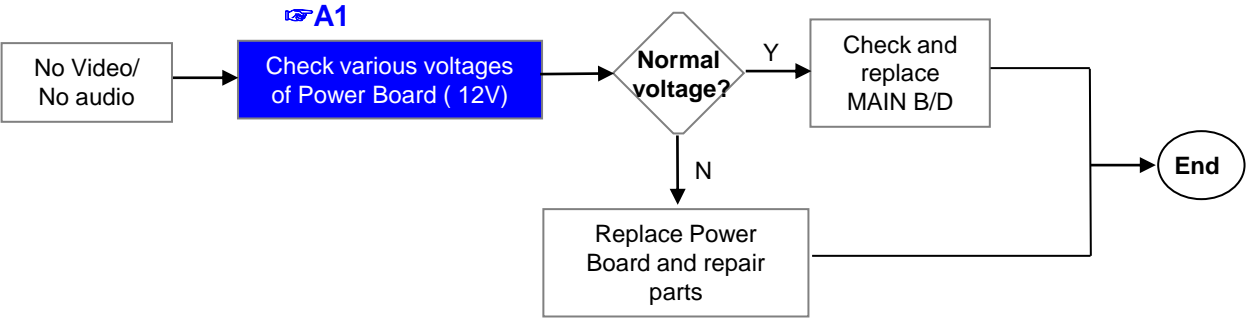 ☞A1
No Video/
No audio
Check various voltages
of Power Board ( 12V)
Normal
voltage?
Y
Check and
replace
MAIN B/D
N
Replace Power
Board and repair
parts
End